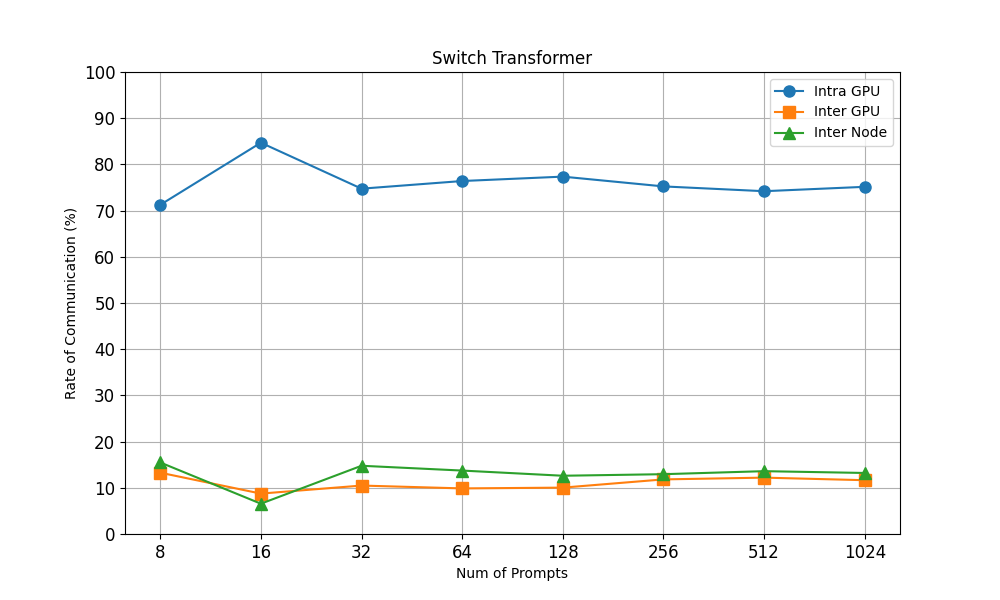 Switch Transformer
Intra GPU
Inter GPU
Inter Node
Rate of Communication (%)
100
90
80
70
60
50
40
30
20
10
0
8 16 32 64 128 256 512 1024
Num of Prompts